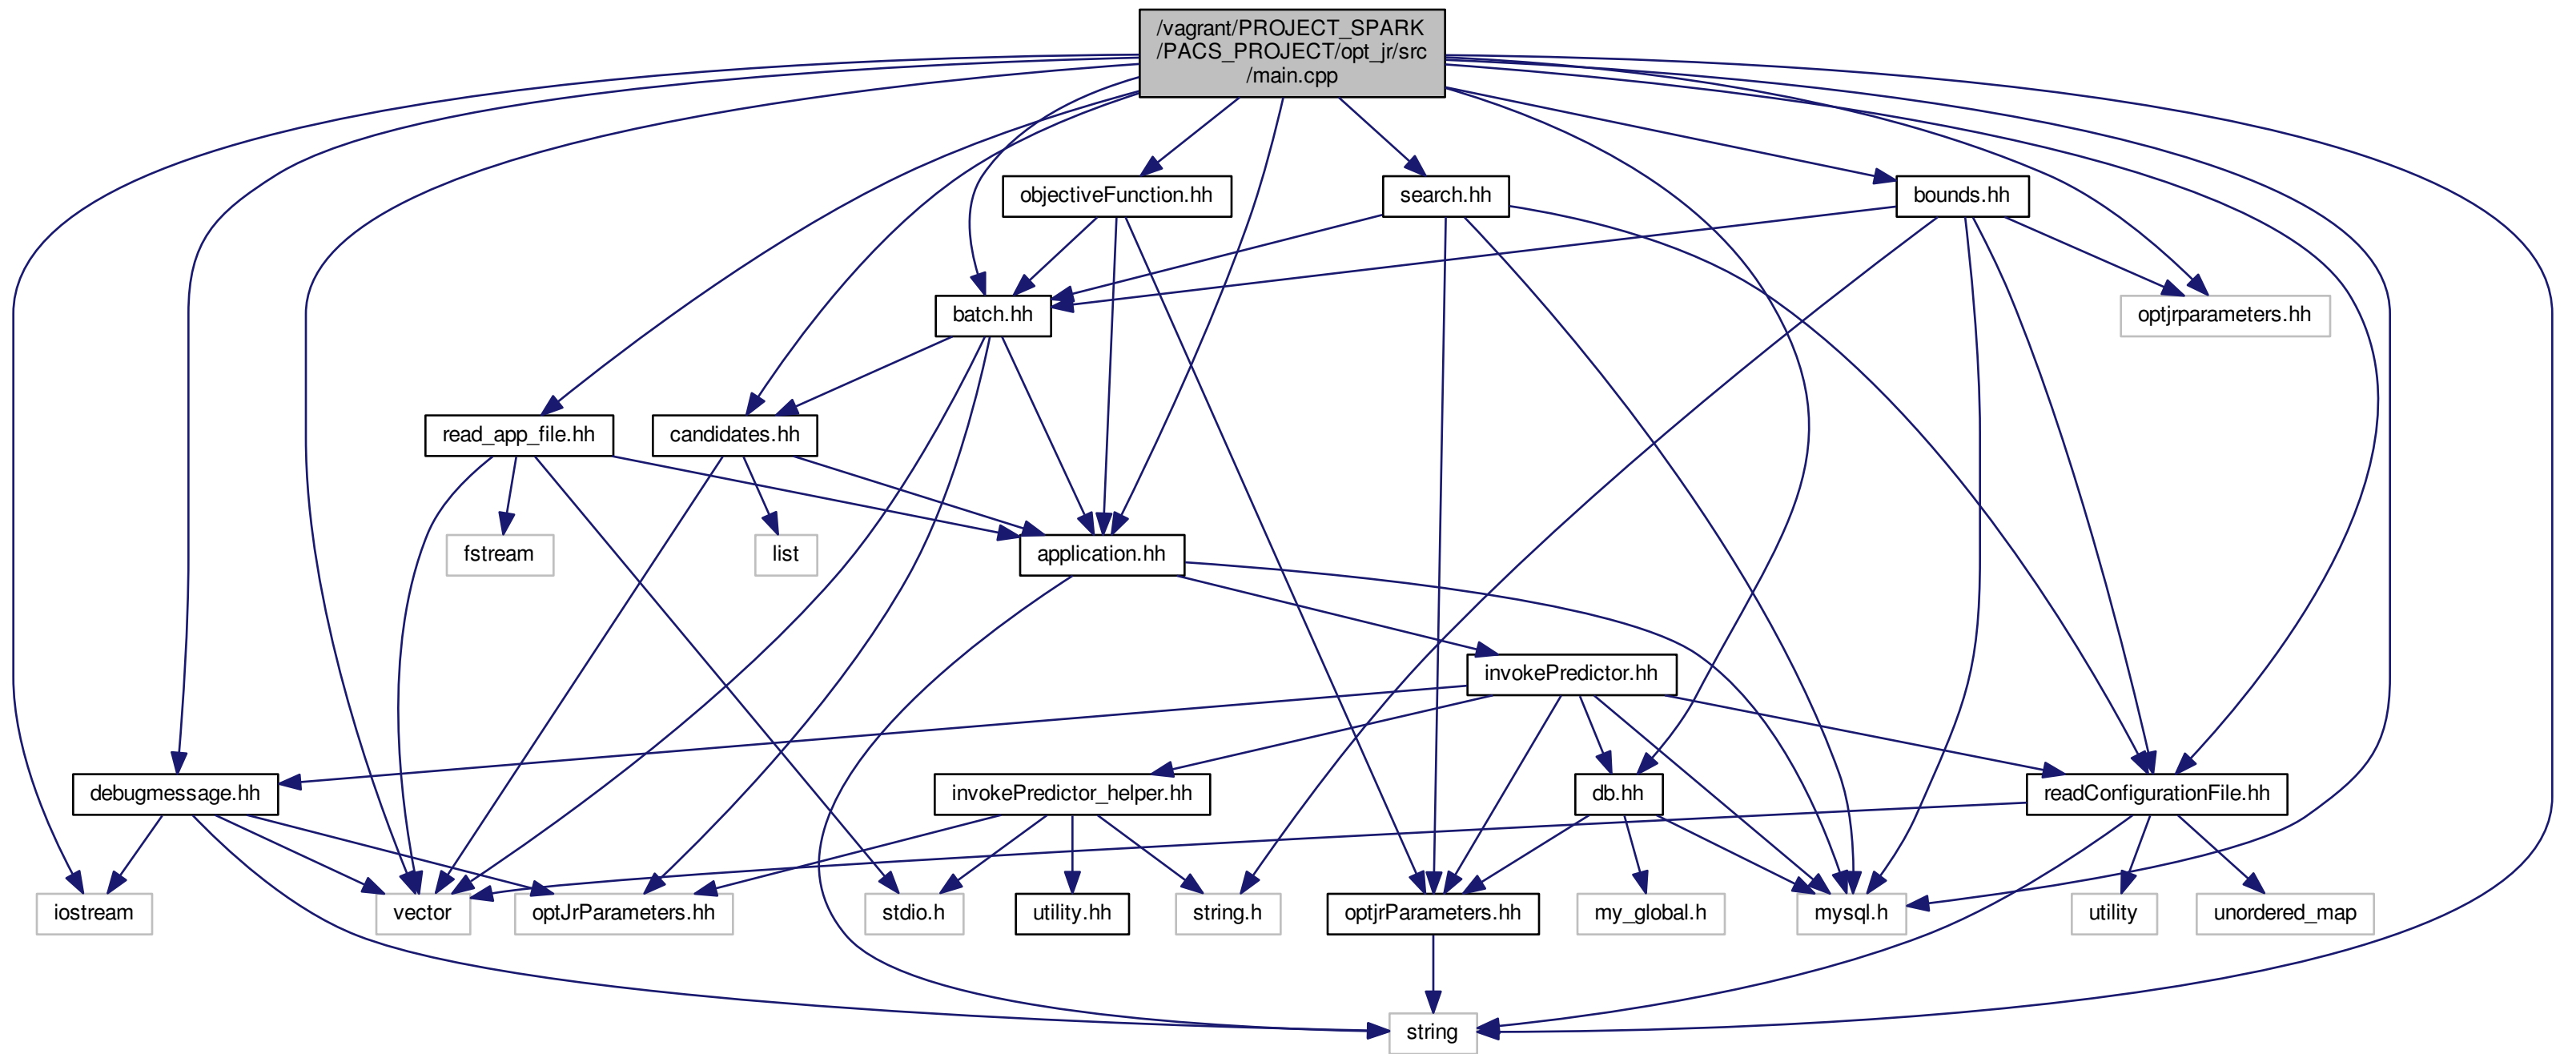 /vagrant/PROJECT_SPARK
/PACS_PROJECT/opt_jr/src
/main.cpp
objectiveFunction.hh
search.hh
bounds.hh
batch.hh
optjrparameters.hh
read_app_file.hh
candidates.hh
fstream
list
application.hh
invokePredictor.hh
debugmessage.hh
invokePredictor_helper.hh
db.hh
readConfigurationFile.hh
iostream
vector
optJrParameters.hh
stdio.h
utility.hh
string.h
optjrParameters.hh
my_global.h
mysql.h
utility
unordered_map
string